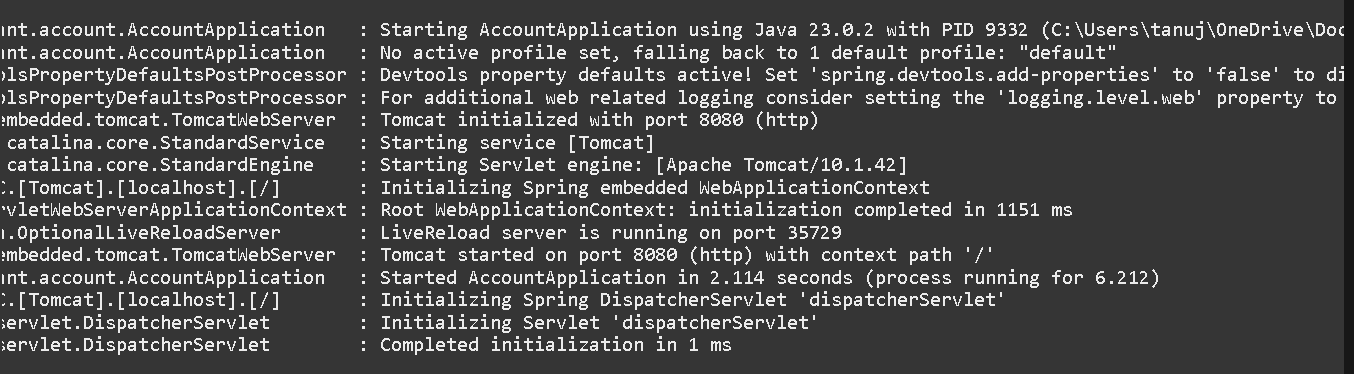 nt.account.AccountApplication : Starting AccountApplication using Java 23.0.2 with PID 9332 (C:\Users\tanuj\OneDrive\Doc
nt.account.AccountApplication : No active profile set, falling back to 1 default profile: "default"
lsPropertyDefaultsPostProcessor : Devtools property defaults active! Set 'spring.devtools.add-properties' to 'false' to di
lsPropertyDefaultsPostProcessor : For additional web related logging consider setting the 'logging.level.web' property to
embedded.tomcat.TomcatWebServer : Tomcat initialized with port 8080 (http)
catalina.core.StandardService : Starting service [Tomcat]
catalina.core.StandardEngine : Starting Servlet engine: [Apache Tomcat/10.1.42]
.[Tomcat].[localhost].[/] : Initializing Spring embedded WebApplicationContext
vletWebServerApplicationContext : Root WebApplicationContext: initialization completed in 1151 ms
.OptionalLiveReloadServer : LiveReload server is running on port 35729
embedded.tomcat.TomcatWebServer : Tomcat started on port 8080 (http) with context path '/'
nt.account.AccountApplication : Started AccountApplication in 2.114 seconds (process running for 6.212)
.[Tomcat].[localhost].[/] : Initializing Spring DispatcherServlet 'dispatcherServlet'
servlet.DispatcherServlet : Initializing Servlet 'dispatcherServlet'
servlet.DispatcherServlet : Completed initialization in 1 ms